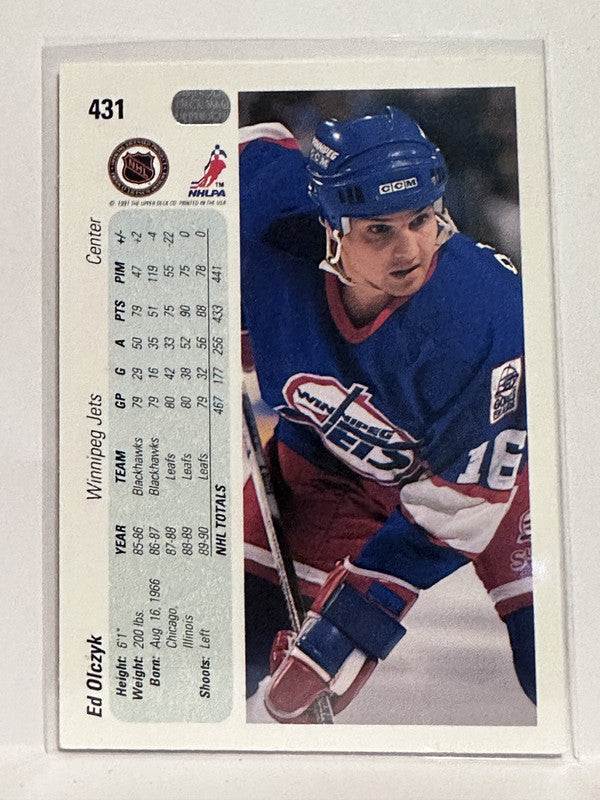 431
NHL
NHLPA
© 1991 THE UPPER DECK CO. PRINTED IN THE USA
Ed Olczyk Winnipeg Jets Center
Height: 6'1"
Weight: 200 lbs.
Born: Aug 16, 1966
Chicago,
Illinois
Shoots: Left
YEAR TEAM GP G A PTS PIM +/-
85-86 Blackhawks 79 29 50 79 47 +2
86-87 Blackhawks 79 16 35 51 119 -4
87-88 Leafs 80 42 33 75 55 -22
88-89 Leafs 80 38 52 90 75 0
89-90 Leafs 79 32 56 88 78 0
NHL TOTALS 467 177 256 433 441
WINNIPEG
CCM
CCM
WINNIPEG
JETS
16